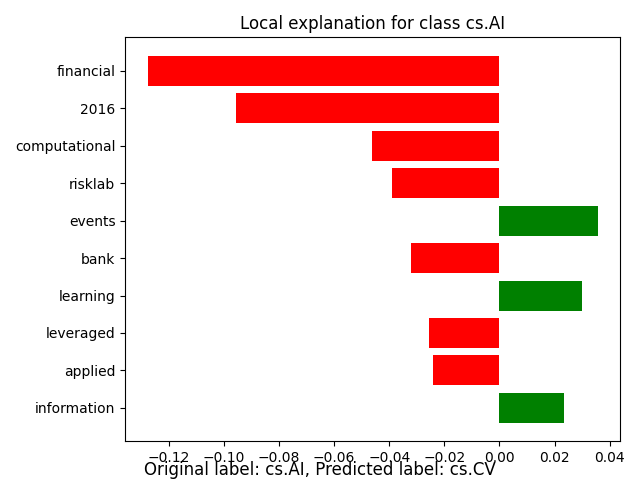 Local explanation for class cs.AI
financial
2016
computational
risklab
events
bank
learning
leveraged
applied
information
−0.12 −0.10 −0.08 −0.06 −0.04 −0.02 0.00 0.02 0.04
Original label: cs.AI, Predicted label: cs.CV